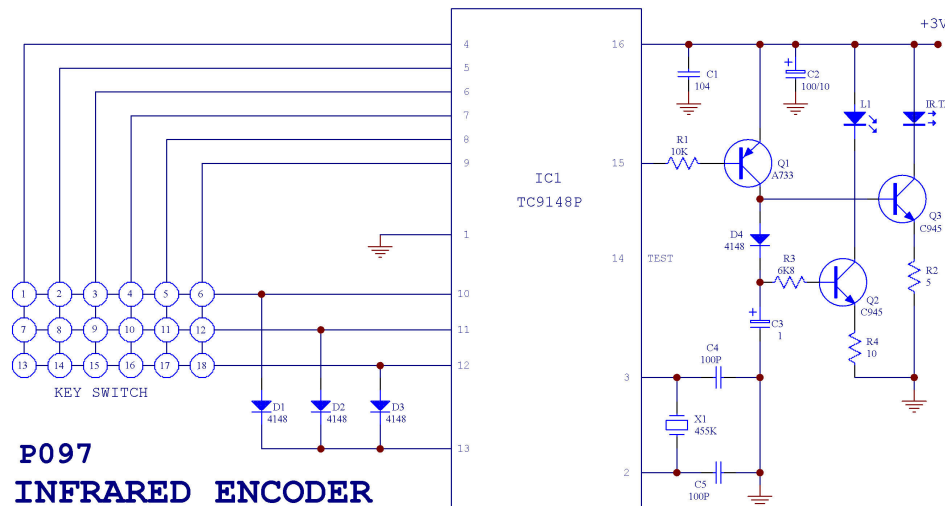 +3V
4
5
6
7
8
9
1
10
11
12
13
16
15
14
TEST
3
2
IC1
TC9148P
C1
104
C2
100/10
L1
R1
10K
Q1
A733
Q3
C945
D4
4148
R3
6K8
Q2
C945
R2
5
C3
1
R4
10
C4
100P
X1
455K
C5
100P
1 2 3 4 5 6
7 8 9 10 11 12
13 14 15 16 17 18
KEY SWITCH
D1
4148
D2
4148
D3
4148
P097
INFRARED ENCODER